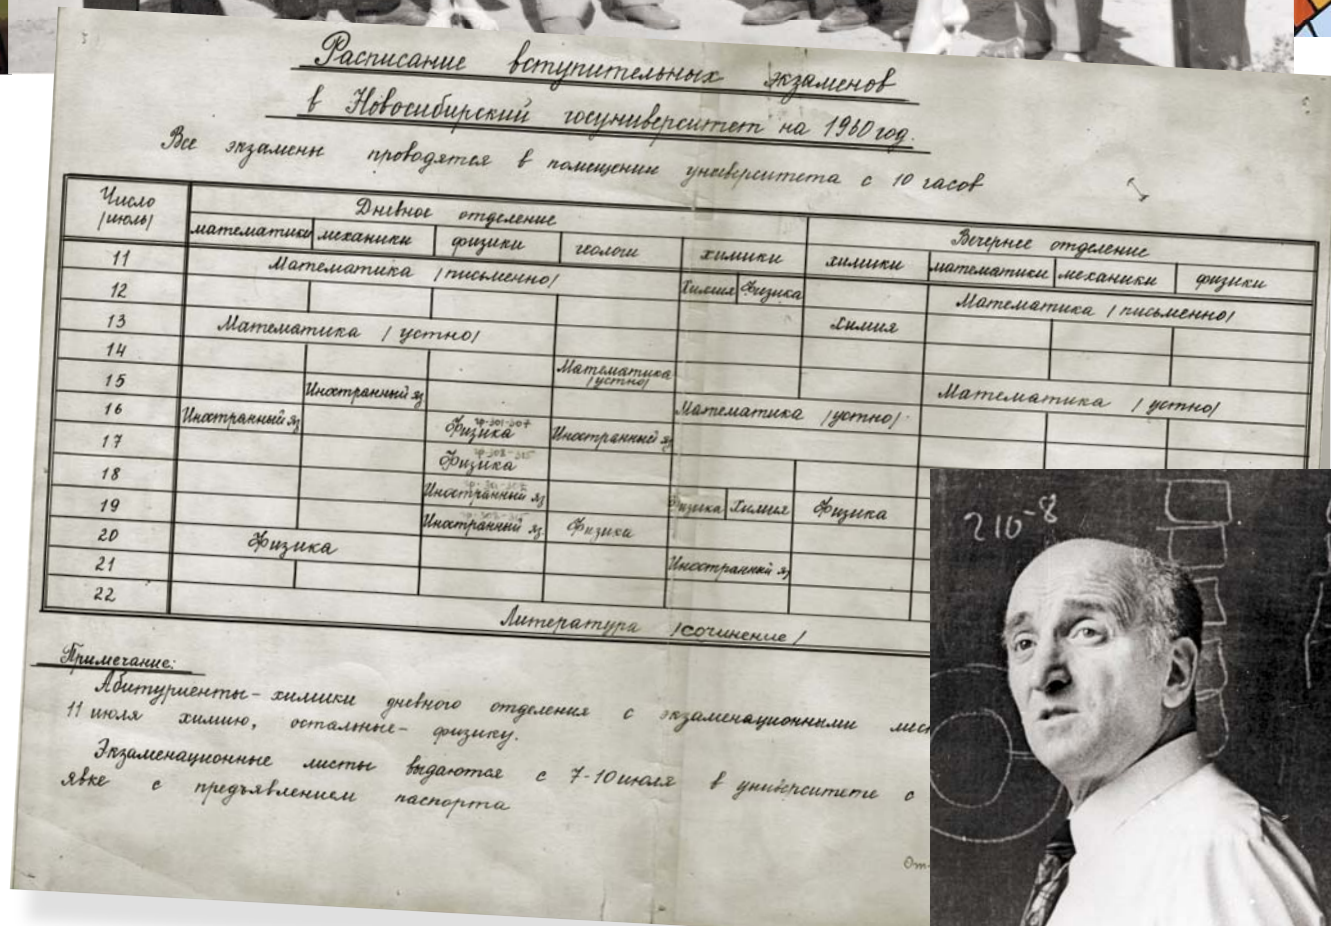 Расписание вступительных экзаменов
в Новосибирский госуниверситет на 1960 год.
Все экзамены проводятся в помещении университета с 10 часов
Число /июль/ Дневное отделение Вечернее отделение
математики механики физики геологи химики химики математики механики физики
11 Математика /письменно/ Химия Физика
12 Математика /письменно/
13 Математика /устно/ Химия
14
15 Иностранный яз. Математика /устно/ Математика /устно/
16 Иностранный яз. Физика Иностранный яз. Математика /устно/
17 Физика
18 Иностранный яз.
19 Иностранный яз. Физика Физика Химия Физика
20 Физика
21 Иностранный яз.
22 Литература /сочинение/
Примечание:
Абитуриенты - химики дневного отделения с экзаменационными
11 июля химию, остальные - физику.
Экзаменационные листы выдаются с 7-10 июля в университете с
явке с предъявлением паспорта
2 10⁻⁸